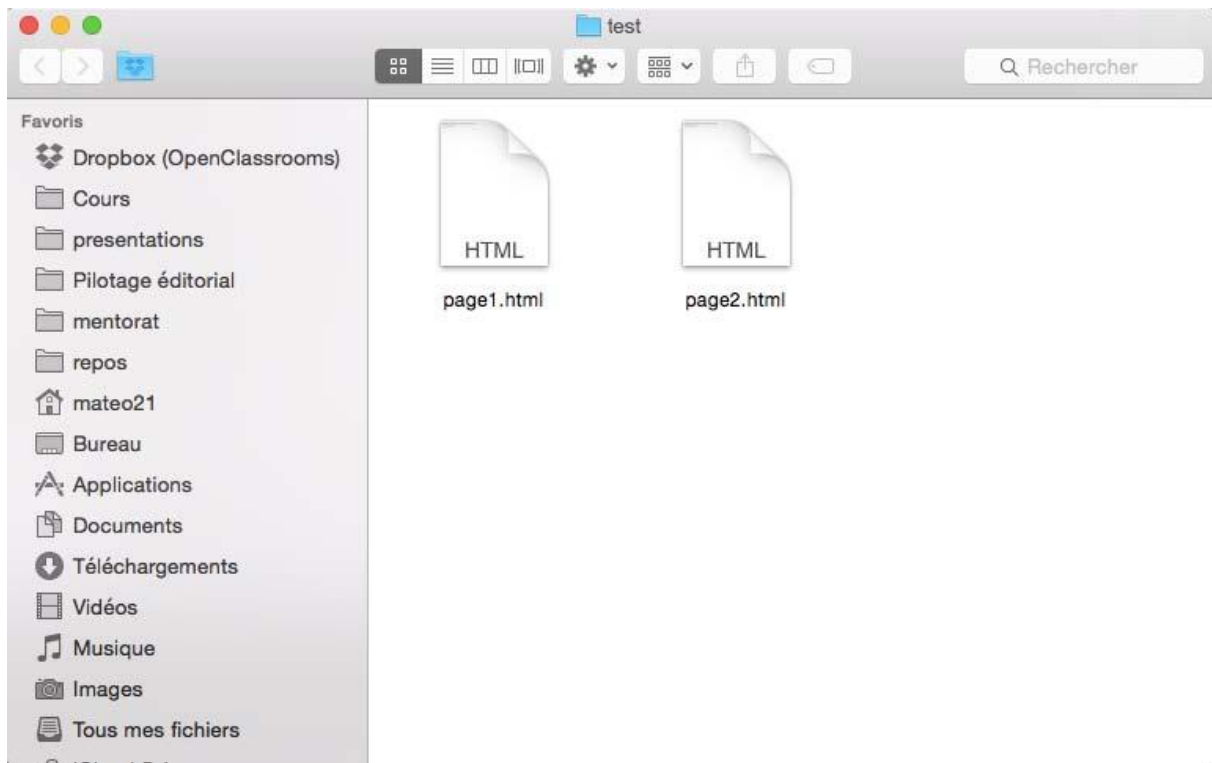 test
Rechercher
Favoris
Dropbox (OpenClassrooms)
Cours
presentations
Pilotage éditorial
mentorat
repos
mateo21
Bureau
Applications
Documents
Téléchargements
Vidéos
Musique
Images
Tous mes fichiers
HTML
page1.html
HTML
page2.html